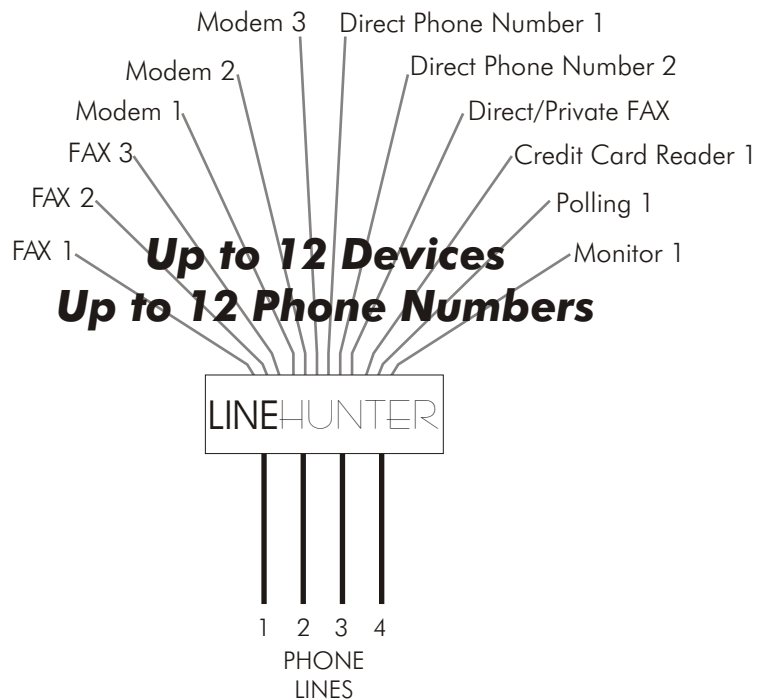 Modem 3 Direct Phone Number 1
Modem 2 Direct Phone Number 2
Modem 1 Direct/Private FAX
FAX 3 Credit Card Reader 1
FAX 2 Polling 1
FAX 1 Monitor 1
Up to 12 Devices
Up to 12 Phone Numbers
LINEHUNTER
1 2 3 4
PHONE
LINES